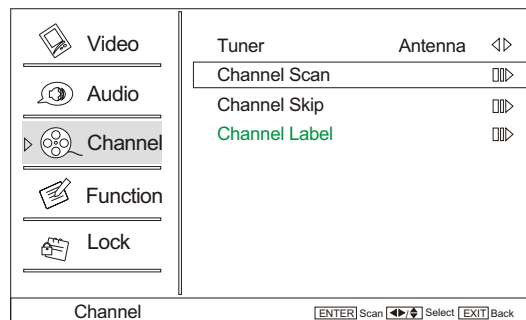 Video
Audio
Channel
Function
Lock
Tuner Antenna
Channel Scan
Channel Skip
Channel Label
Channel
ENTER Scan / Select EXIT Back